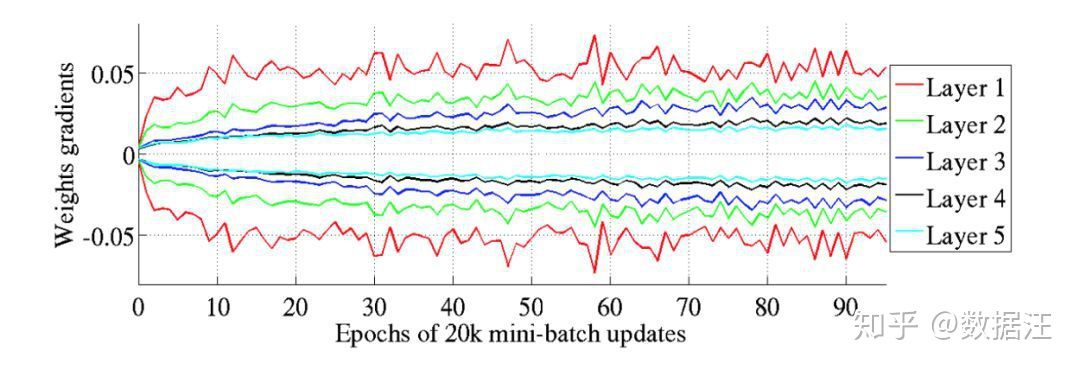 Weights gradients
0.05
0
-0.05
0 10 20 30 40 50 60 70 80 90
Epochs of 20k mini-batch updates
Layer 1
Layer 2
Layer 3
Layer 4
Layer 5
知乎 @数据汪